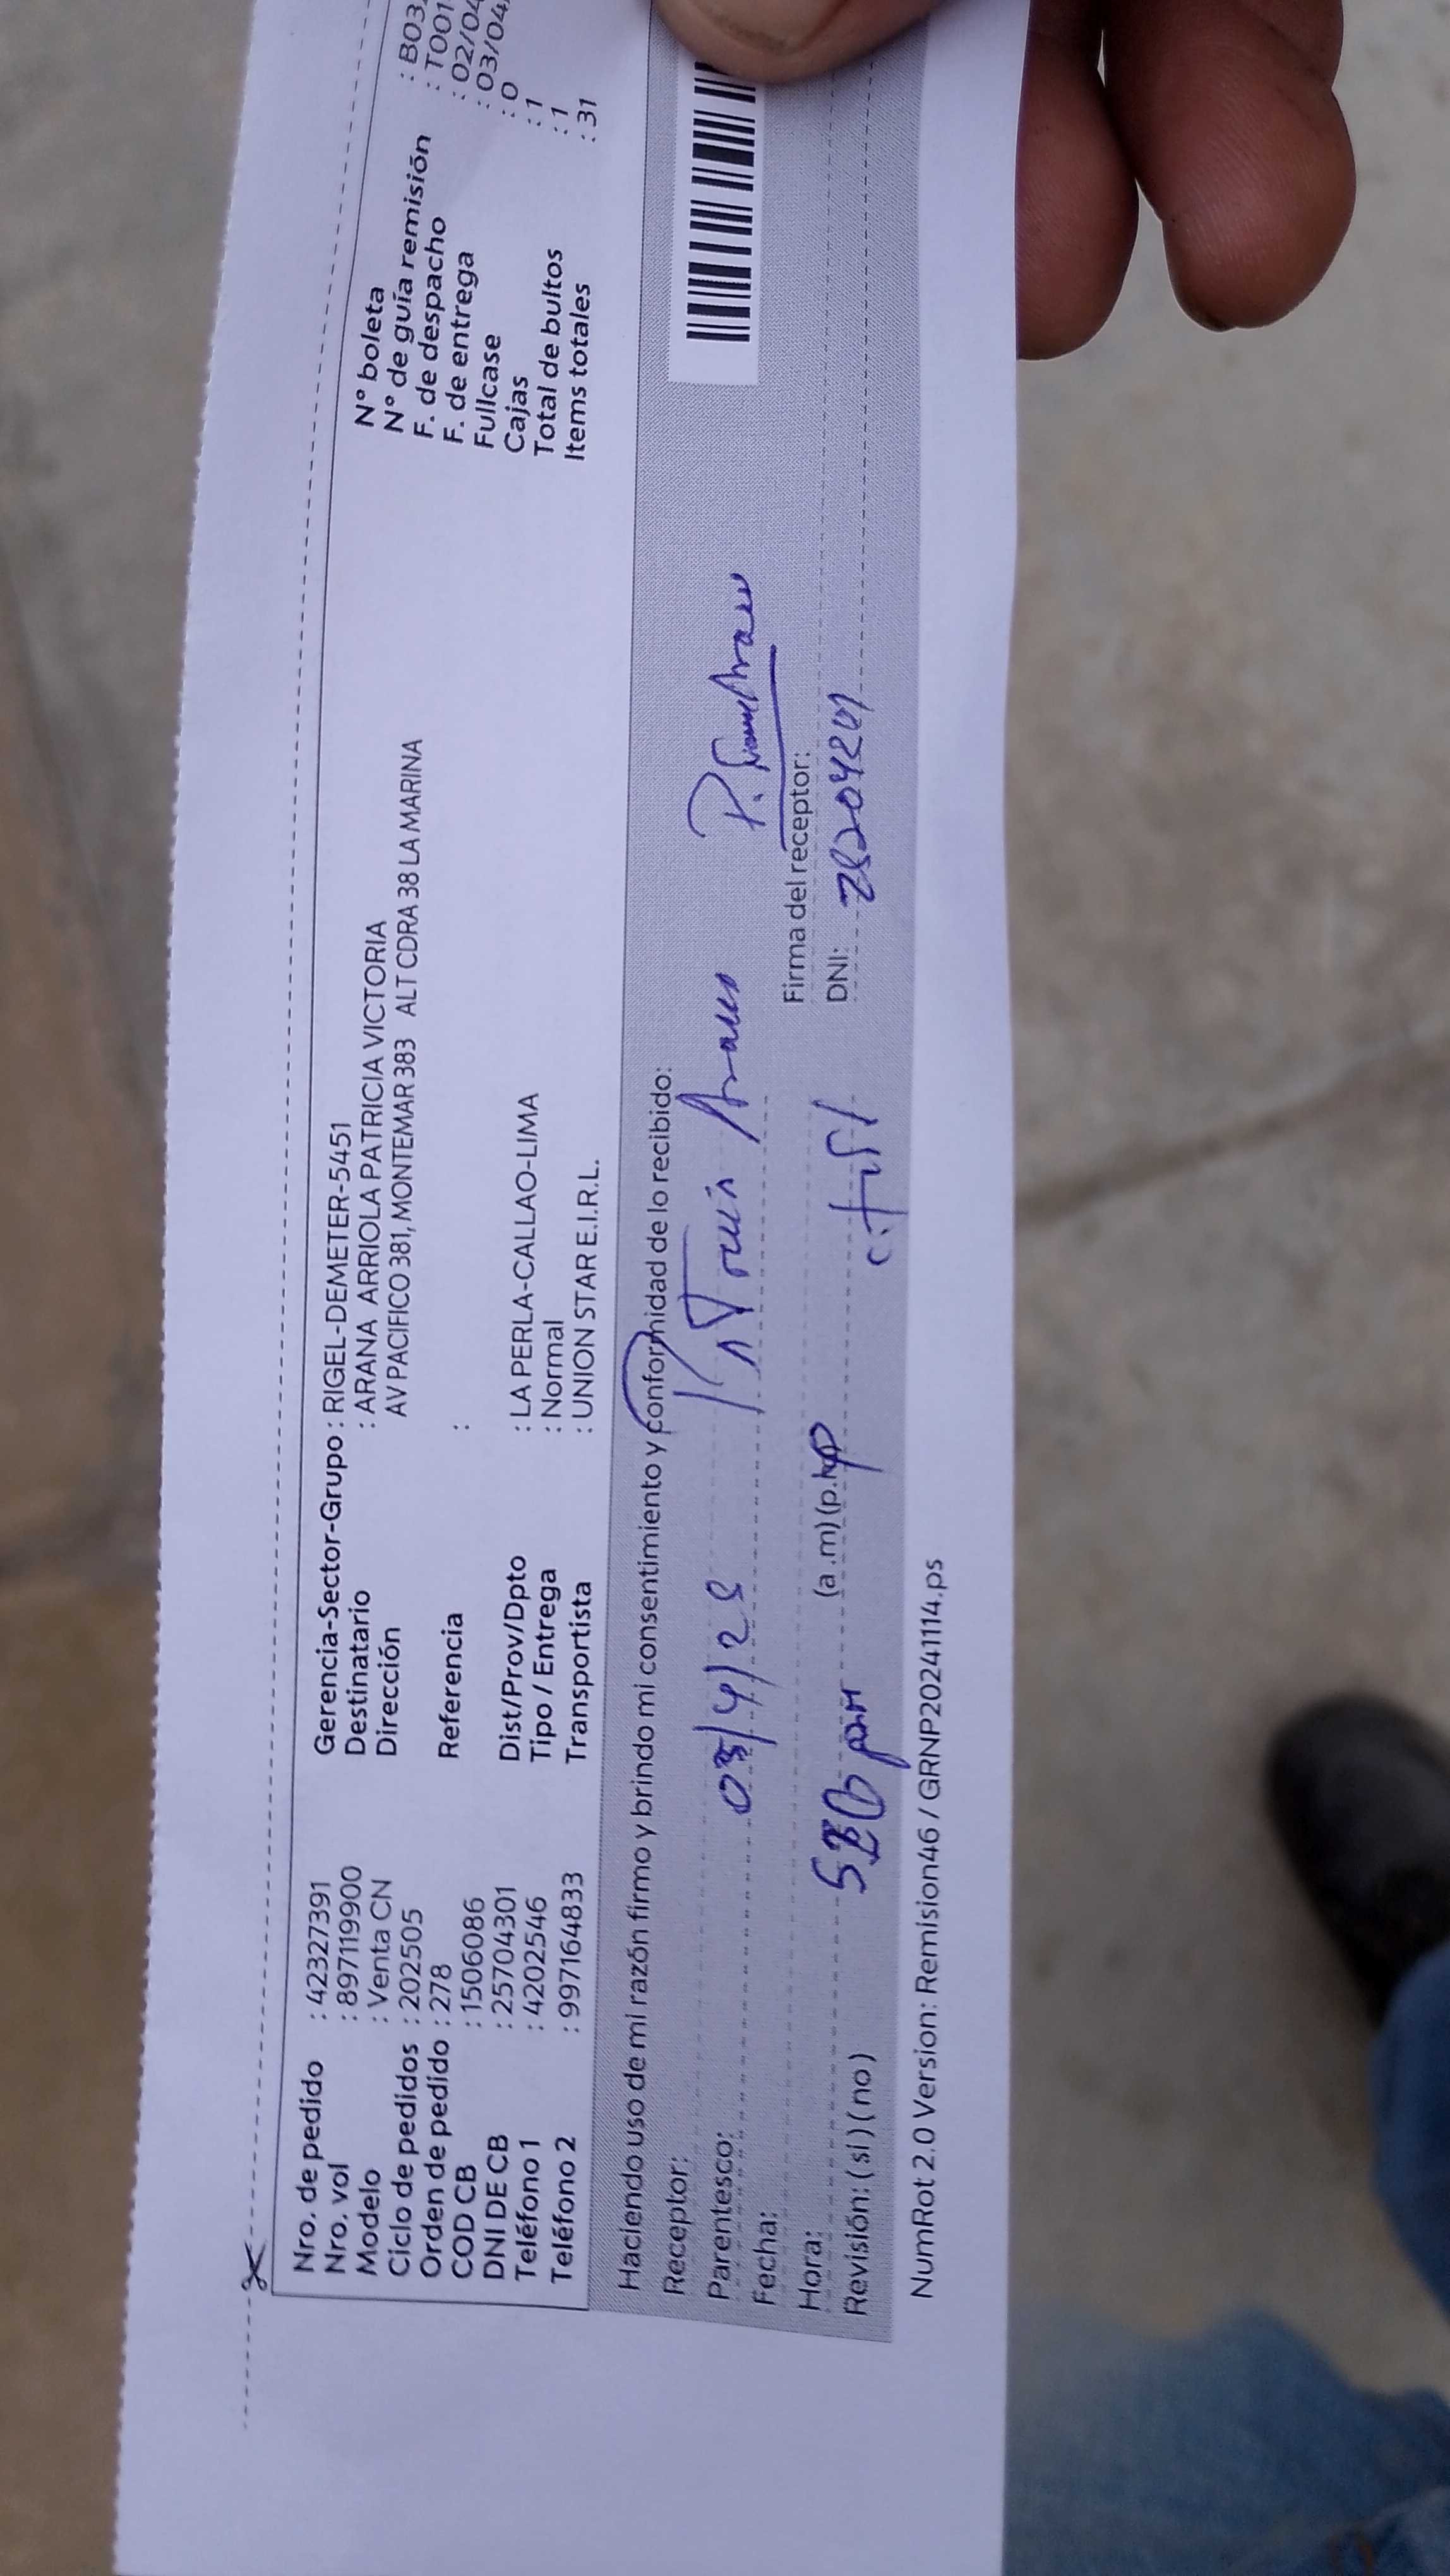 Nro. de pedido : 42327391 Gerencia-Sector-Grupo : RIGEL-DEMETER-5451 N° boleta : B03
Nro. vol : 897119900 Destinatario : ARANA ARRIOLA PATRICIA VICTORIA N° de guía remisión : T001
Modelo : Venta CN Dirección AV PACIFICO 381, MONTEMAR 383 ALT CDRA 38 LA MARINA F. de despacho : 02/04
Ciclo de pedidos : 202505 F. de entrega : 03/04
Orden de pedido : 278 Referencia : Fullcase : 0
COD CB : 1506086 Cajas : 1
DNI DE CB : 25704301 Dist/Prov/Dpto : LA PERLA-CALLAO-LIMA Total de bultos : 1
Teléfono 1 : 4202546 Tipo / Entrega : Normal Items totales : 31
Teléfono 2 : 997164833 Transportista : UNION STAR E.I.R.L.
Haciendo uso de mi razón firmo y brindo mi consentimiento y conformidad de lo recibido:
Receptor:
Parentesco:
Fecha:
Firma del receptor:
Hora: (a .m) (p.
DNI:
Revisión: ( si ) ( no )
NumRot 2.0 Version: Remision46 / GRNP20241114.ps